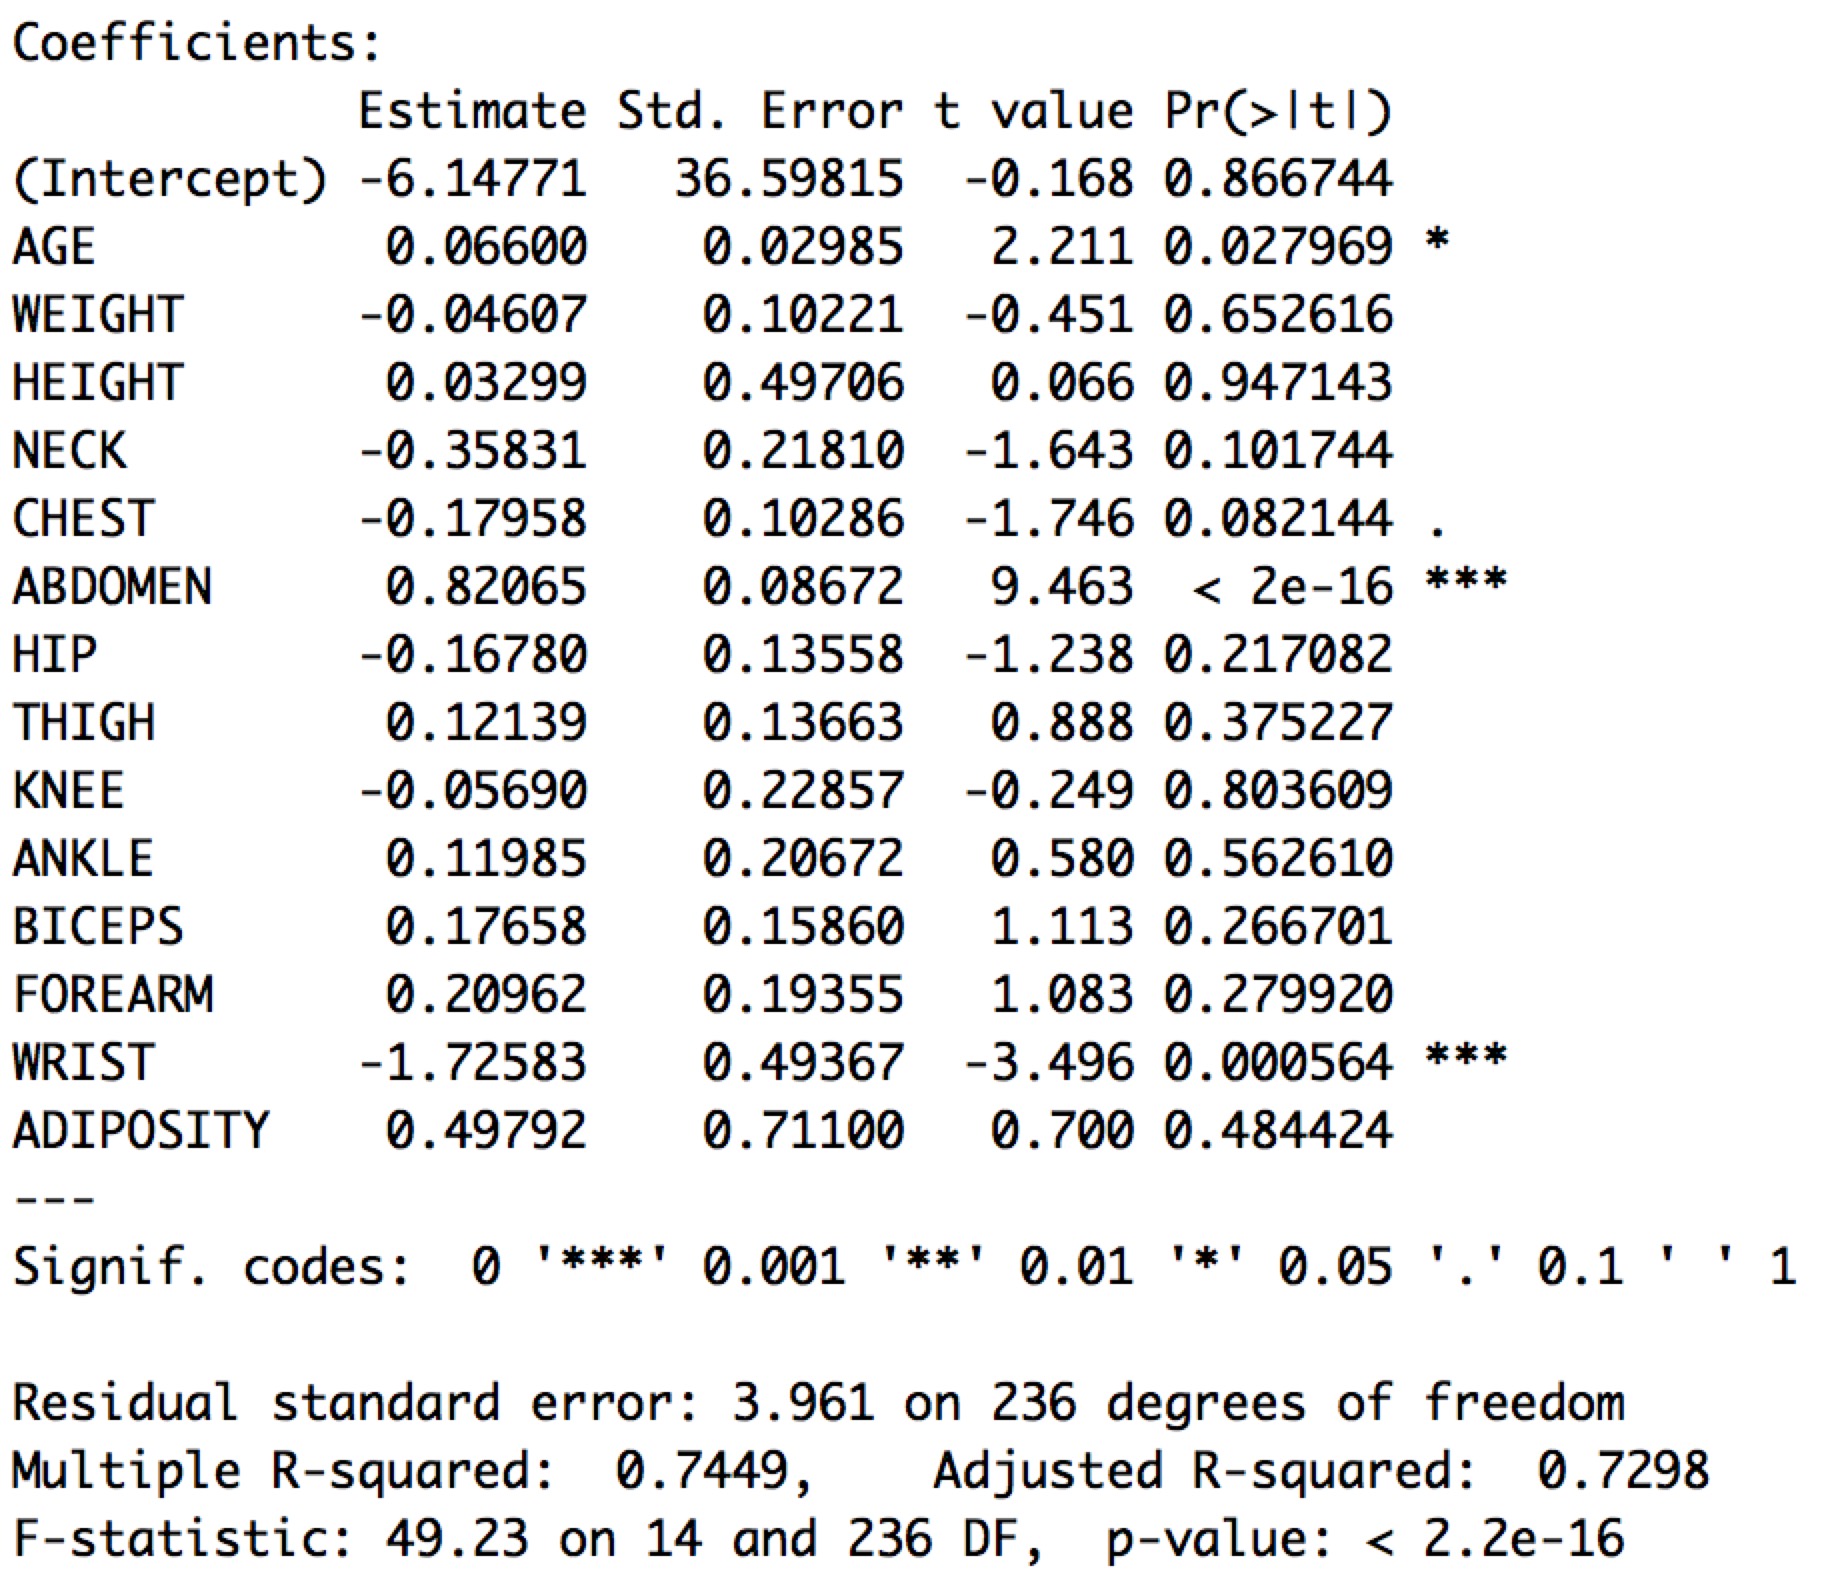 Coefficients:
            Estimate Std. Error t value Pr(>|t|)
(Intercept) -6.14771   36.59815  -0.168 0.866744
AGE          0.06600    0.02985   2.211 0.027969 *
WEIGHT      -0.04607    0.10221  -0.451 0.652616
HEIGHT       0.03299    0.49706   0.066 0.947143
NECK        -0.35831    0.21810  -1.643 0.101744
CHEST       -0.17958    0.10286  -1.746 0.082144 .
ABDOMEN      0.82065    0.08672   9.463  < 2e-16 ***
HIP         -0.16780    0.13558  -1.238 0.217082
THIGH        0.12139    0.13663   0.888 0.375227
KNEE        -0.05690    0.22857  -0.249 0.803609
ANKLE        0.11985    0.20672   0.580 0.562610
BICEPS       0.17658    0.15860   1.113 0.266701
FOREARM      0.20962    0.19355   1.083 0.279920
WRIST       -1.72583    0.49367  -3.496 0.000564 ***
ADIPOSITY    0.49792    0.71100   0.700 0.484424
---
Signif. codes:  0 '***' 0.001 '**' 0.01 '*' 0.05 '.' 0.1 ' ' 1
Residual standard error: 3.961 on 236 degrees of freedom
Multiple R-squared:  0.7449,    Adjusted R-squared:  0.7298
F-statistic: 49.23 on 14 and 236 DF,  p-value: < 2.2e-16